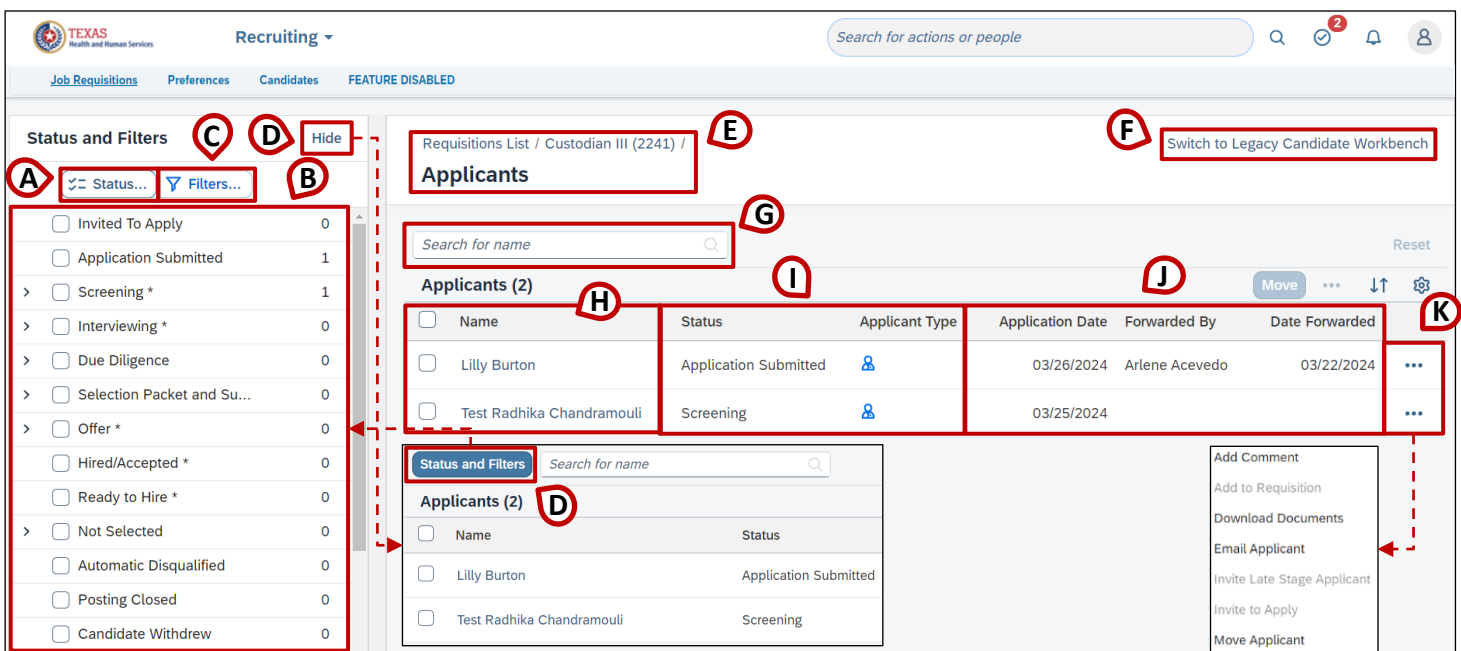 TEXAS
Health and Human Services
Recruiting
Search for actions or people
2
Job Requisitions Preferences Candidates FEATURE DISABLED
Status and Filters
C
D
Hide
E
Requisitions List / Custodian III (2241) /
Applicants
F
Switch to Legacy Candidate Workbench
A
Status...
Filters...
B
Invited To Apply 0
Application Submitted 1
Screening * 1
Interviewing * 0
Due Diligence 0
Selection Packet and Su... 0
Offer * 0
Hired/Accepted * 0
Ready to Hire * 0
Not Selected 0
Automatic Disqualified 0
Posting Closed 0
Candidate Withdrew 0
G
Search for name
Reset
Applicants (2)
H
I
J
Move
K
Name Status Applicant Type Application Date Forwarded By Date Forwarded
Lilly Burton Application Submitted 03/26/2024 Arlene Acevedo 03/22/2024
Test Radhika Chandramouli Screening 03/25/2024
Status and Filters
Search for name
Applicants (2)
D
Name Status
Lilly Burton Application Submitted
Test Radhika Chandramouli Screening
Add Comment
Add to Requisition
Download Documents
Email Applicant
Invite Late Stage Applicant
Invite to Apply
Move Applicant